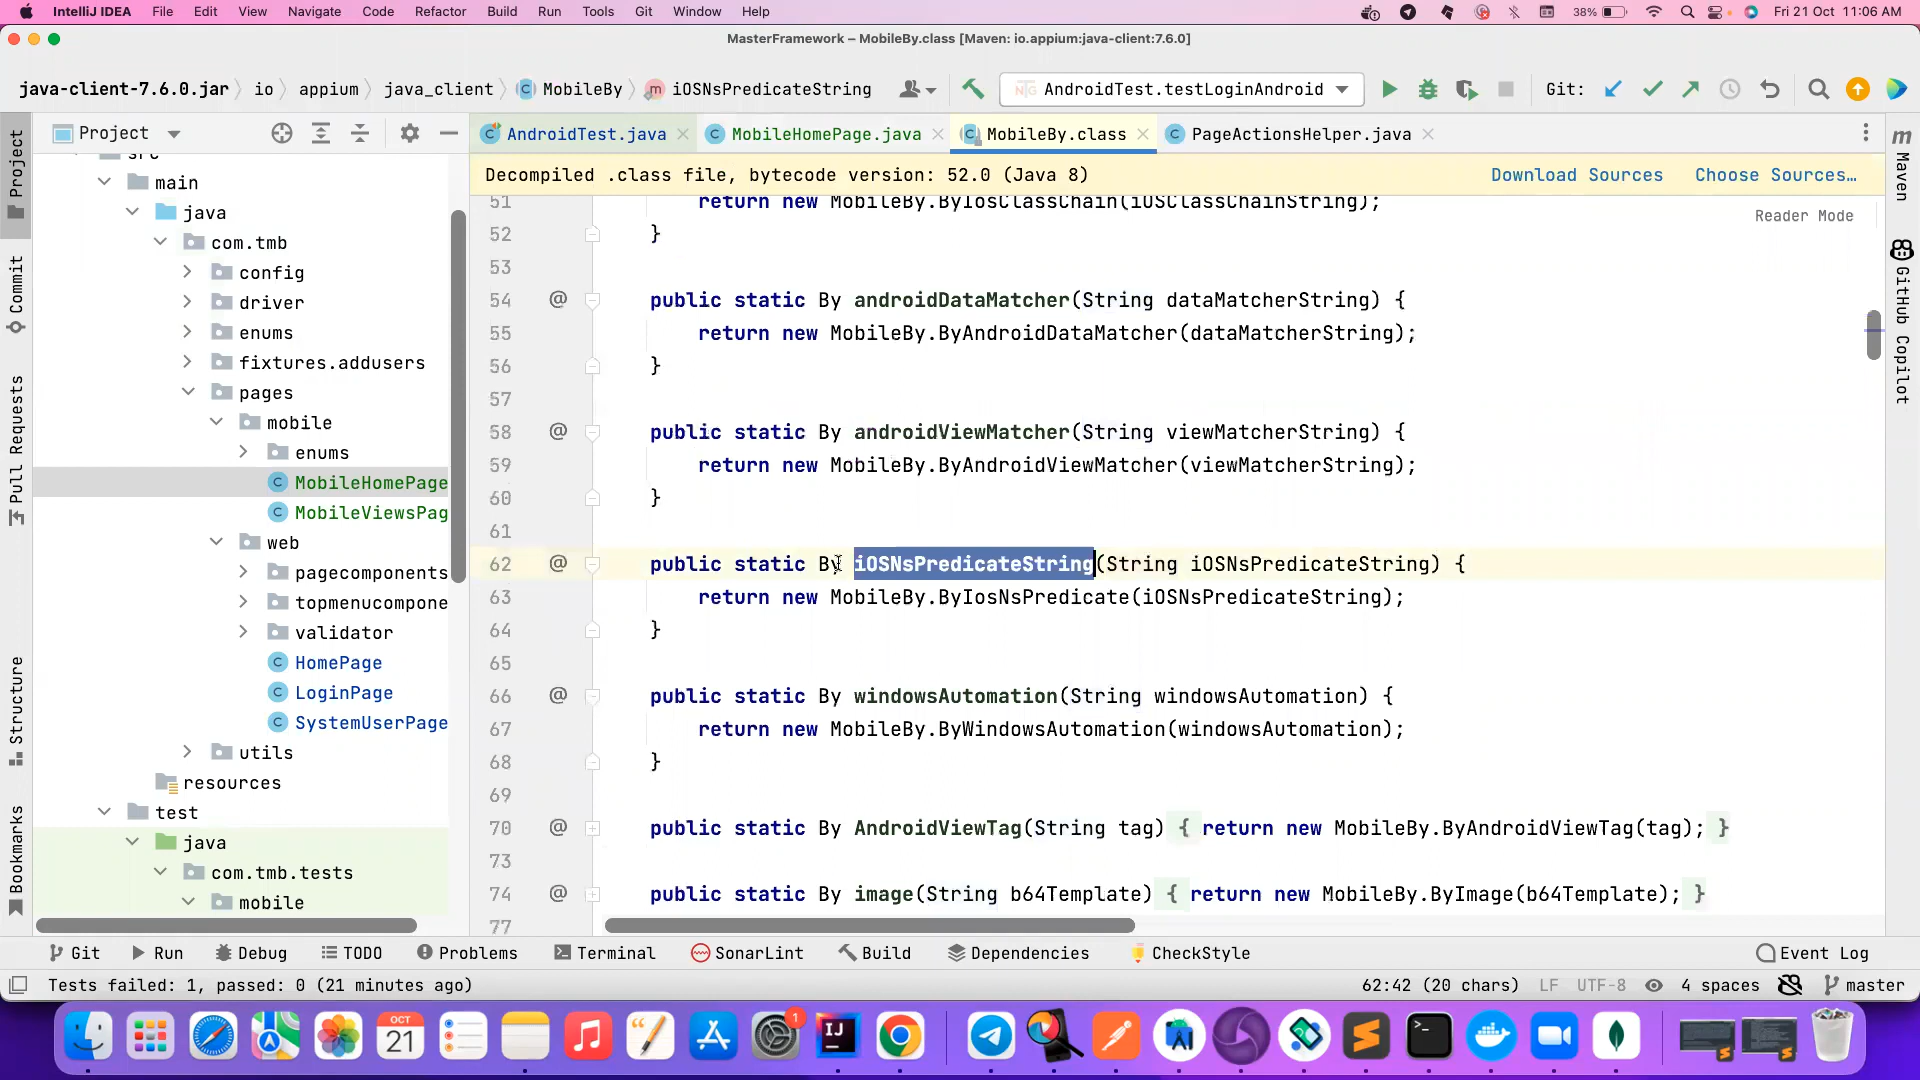 IntelliJ IDEA File Edit View Navigate Code Refactor Build Run Tools Git Window Help 38% Fri 21 Oct 11:06 AM
MasterFramework – MobileBy.class [Maven: io.appium:java-client:7.6.0]
java-client-7.6.0.jar io appium java_client MobileBy iOSNsPredicateString AndroidTest.testLoginAndroid Git:
Project AndroidTest.java MobileHomePage.java MobileBy.class PageActionsHelper.java
Decompiled .class file, bytecode version: 52.0 (Java 8) Download Sources Choose Sources…
Reader Mode
Project
Commit
Pull Requests
Structure
Bookmarks
Maven
GitHub Copilot
src
main
java
com.tmb
config
driver
enums
fixtures.addusers
pages
mobile
enums
MobileHomePage
MobileViewsPag
web
pagecomponents
topmenucompone
validator
HomePage
LoginPage
SystemUserPage
utils
resources
test
java
com.tmb.tests
mobile
51 return new MobileBy.ByIosClassChain(iOSClassChainString);
52 }
53
54 @ public static By androidDataMatcher(String dataMatcherString) {
55 return new MobileBy.ByAndroidDataMatcher(dataMatcherString);
56 }
57
58 @ public static By androidViewMatcher(String viewMatcherString) {
59 return new MobileBy.ByAndroidViewMatcher(viewMatcherString);
60 }
61
62 @ public static By iOSNsPredicateString(String iOSNsPredicateString) {
63 return new MobileBy.ByIosNsPredicate(iOSNsPredicateString);
64 }
65
66 @ public static By windowsAutomation(String windowsAutomation) {
67 return new MobileBy.ByWindowsAutomation(windowsAutomation);
68 }
69
70 @ public static By AndroidViewTag(String tag) { return new MobileBy.ByAndroidViewTag(tag); }
73
74 @ public static By image(String b64Template) { return new MobileBy.ByImage(b64Template); }
77
Git Run Debug TODO Problems Terminal SonarLint Build Dependencies CheckStyle Event Log
Tests failed: 1, passed: 0 (21 minutes ago) 62:42 (20 chars) LF UTF-8 4 spaces master
OCT
21
1
IJ